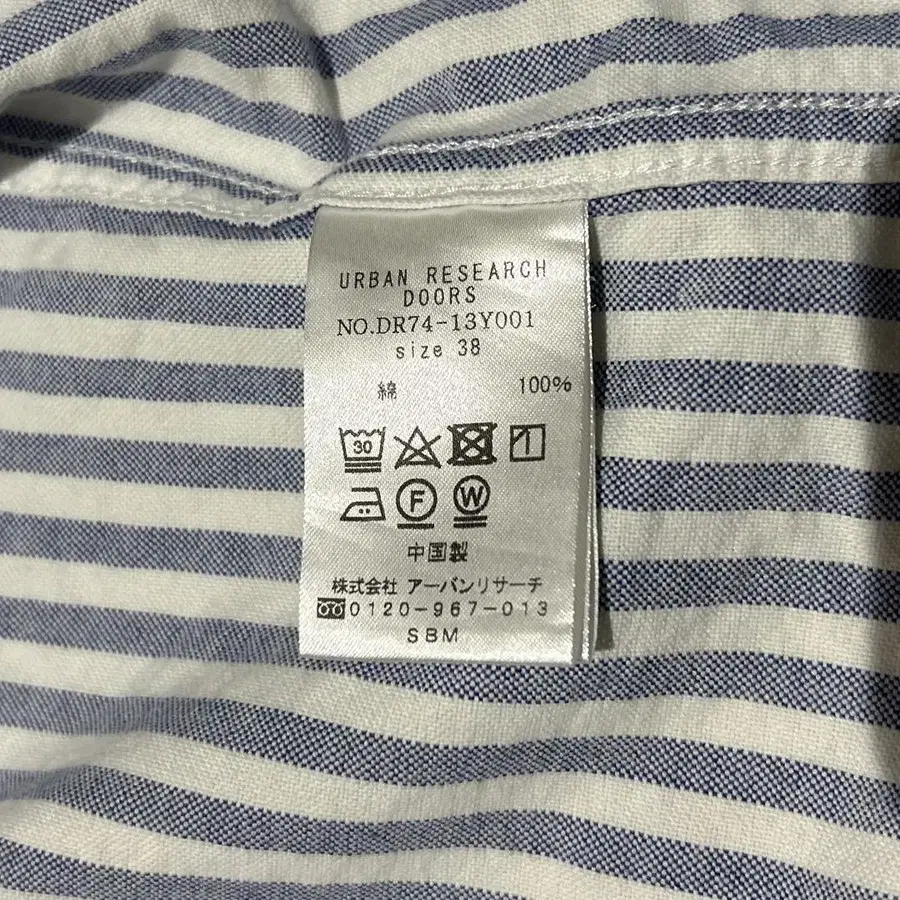 URBAN RESEARCH
DOORS
NO.DR74-13Y001
size 38
綿 100%
30
F W
中国製
株式会社 アーバンリサーチ
0120-967-013
SBM